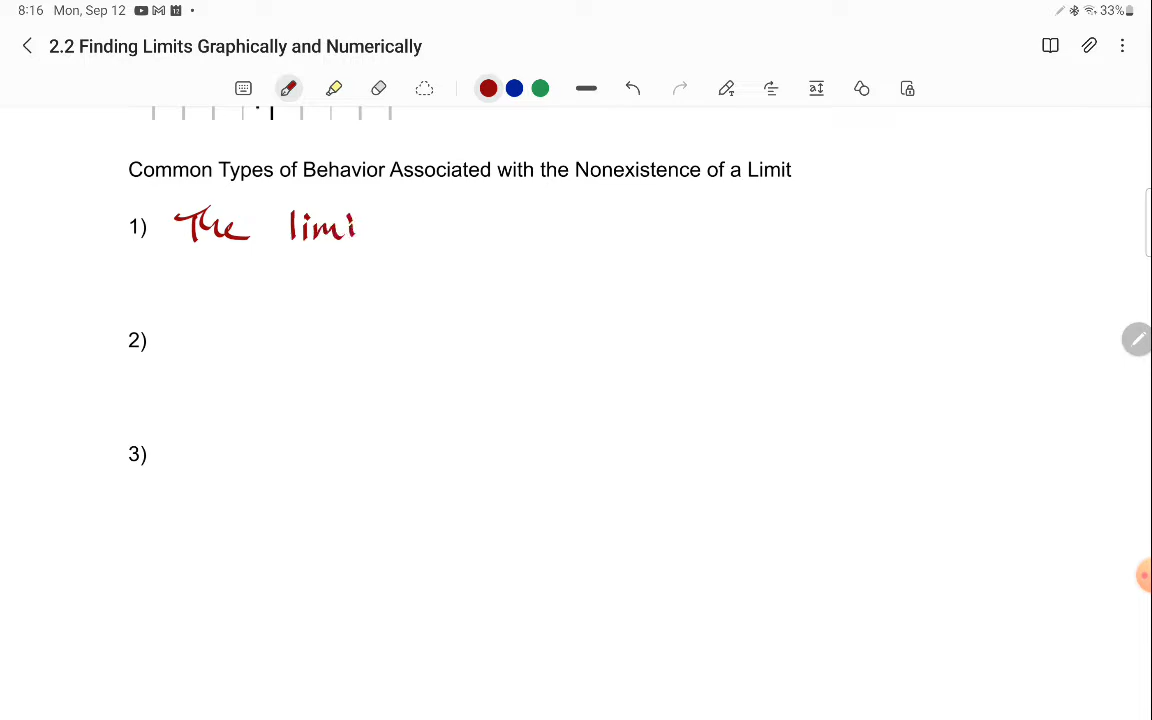 8:16 Mon, Sep 12
33%
2.2 Finding Limits Graphically and Numerically
Common Types of Behavior Associated with the Nonexistence of a Limit
1) The limi
2)
3)